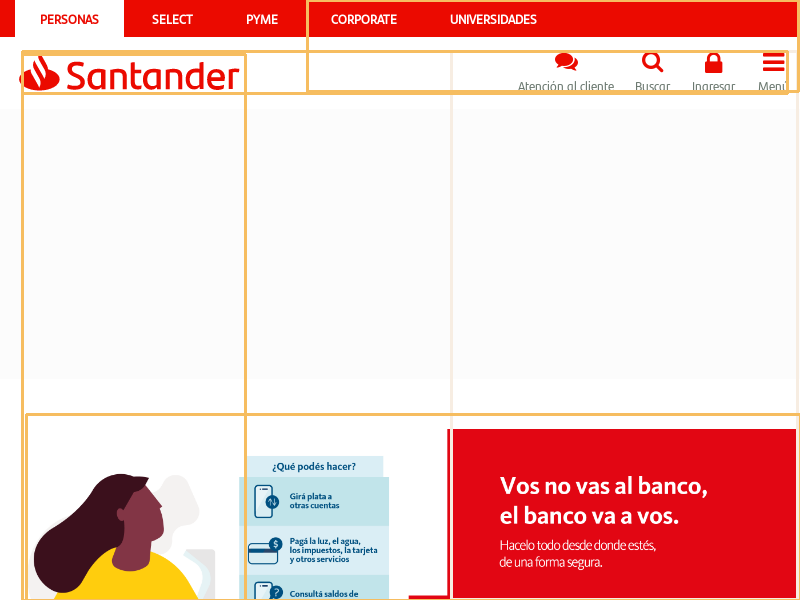 PERSONAS SELECT PYME CORPORATE UNIVERSIDADES
Santander
Atención al cliente Buscar Ingresar Menú
¿Qué podés hacer?
Girá plata a
otras cuentas
Pagá la luz, el agua,
los impuestos, la tarjeta
y otros servicios
Consultá saldos de
Vos no vas al banco,
el banco va a vos.
Hacelo todo desde donde estés,
de una forma segura.